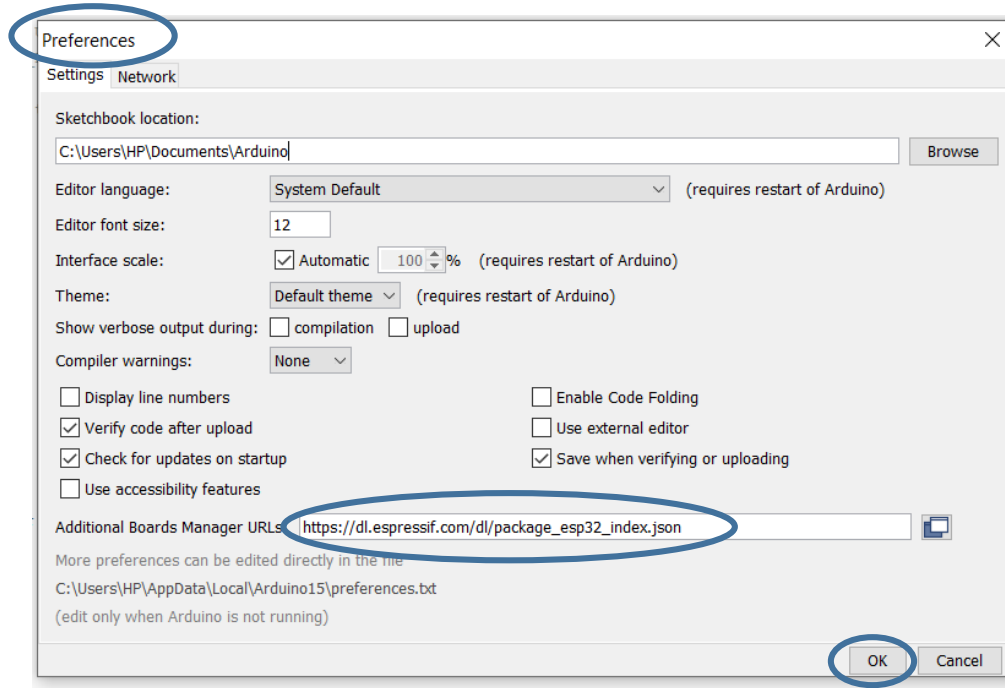 Preferences
Settings Network
Sketchbook location:
C:\Users\HP\Documents\Arduino Browse
Editor language: System Default (requires restart of Arduino)
Editor font size: 12
Interface scale: Automatic 100 % (requires restart of Arduino)
Theme: Default theme (requires restart of Arduino)
Show verbose output during: compilation upload
Compiler warnings: None
Display line numbers Enable Code Folding
Verify code after upload Use external editor
Check for updates on startup Save when verifying or uploading
Use accessibility features
Additional Boards Manager URLs https://dl.espressif.com/dl/package_esp32_index.json
More preferences can be edited directly in the file
C:\Users\HP\AppData\Local\Arduino15\preferences.txt
(edit only when Arduino is not running)
OK Cancel